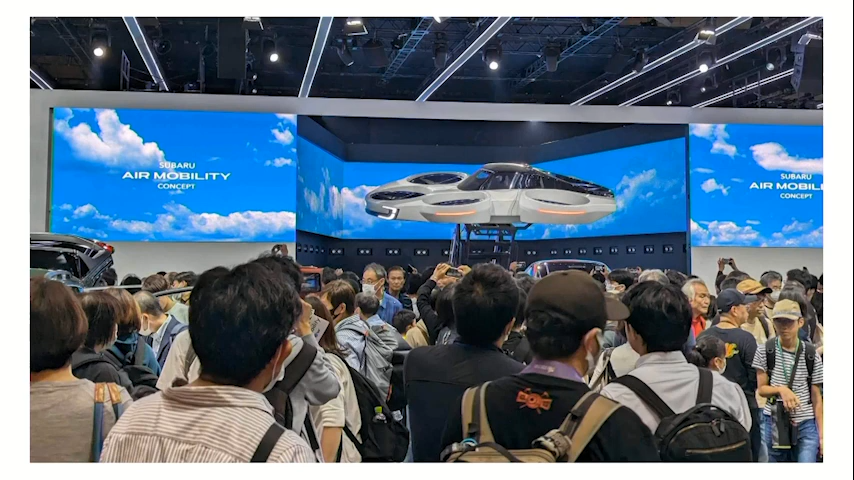 SUBARU
AIR MOBILITY
CONCEPT
SUBARU
AIR MOBILI
CONCEPT